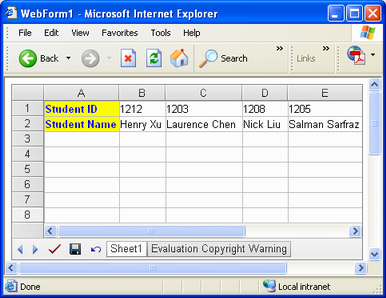 WebForm1 - Microsoft Internet Explorer
File Edit View Favorites Tools Help
Back Search » Links »
A B C D E
1 Student ID 1212 1203 1208 1205
2 Student Name Henry Xu Laurence Chen Nick Liu Salman Sarfraz
3
4
5
6
7
8
Sheet1 Evaluation Copyright Warning
Done Local intranet